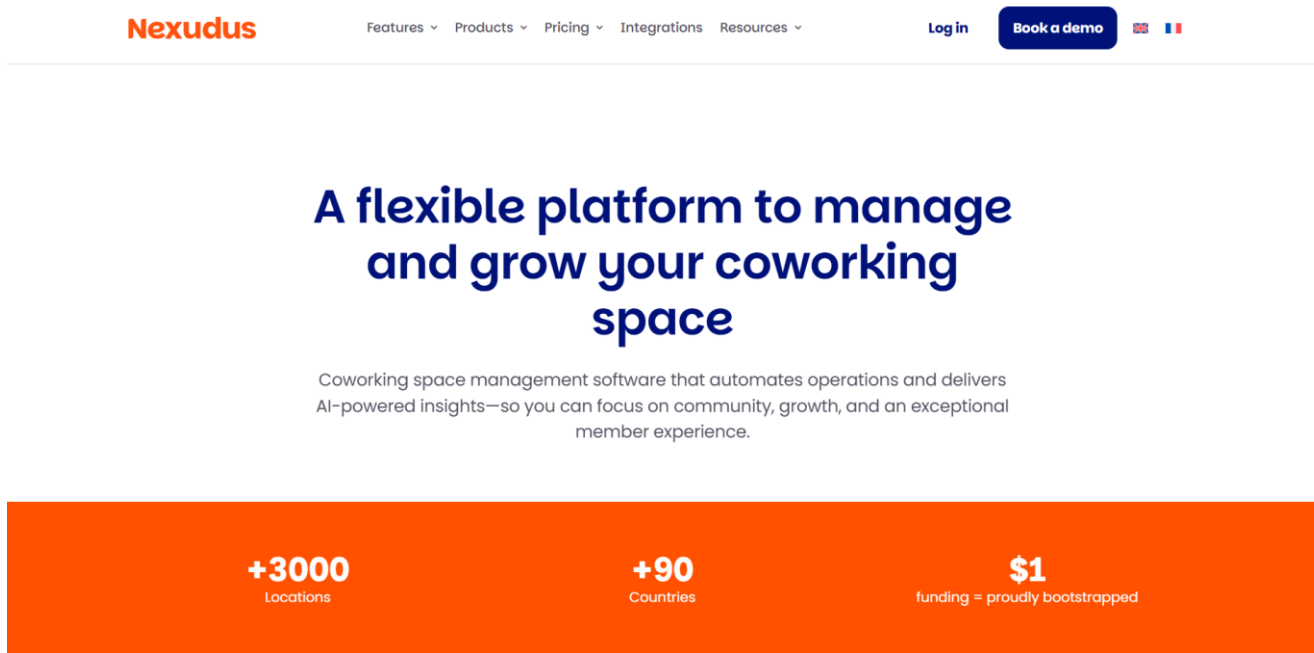 Nexudus
Features Products Pricing Integrations Resources
Log in
Book a demo
A flexible platform to manage
and grow your coworking
space
Coworking space management software that automates operations and delivers
AI-powered insights—so you can focus on community, growth, and an exceptional
member experience.
+3000
Locations
+90
Countries
$1
funding = proudly bootstrapped